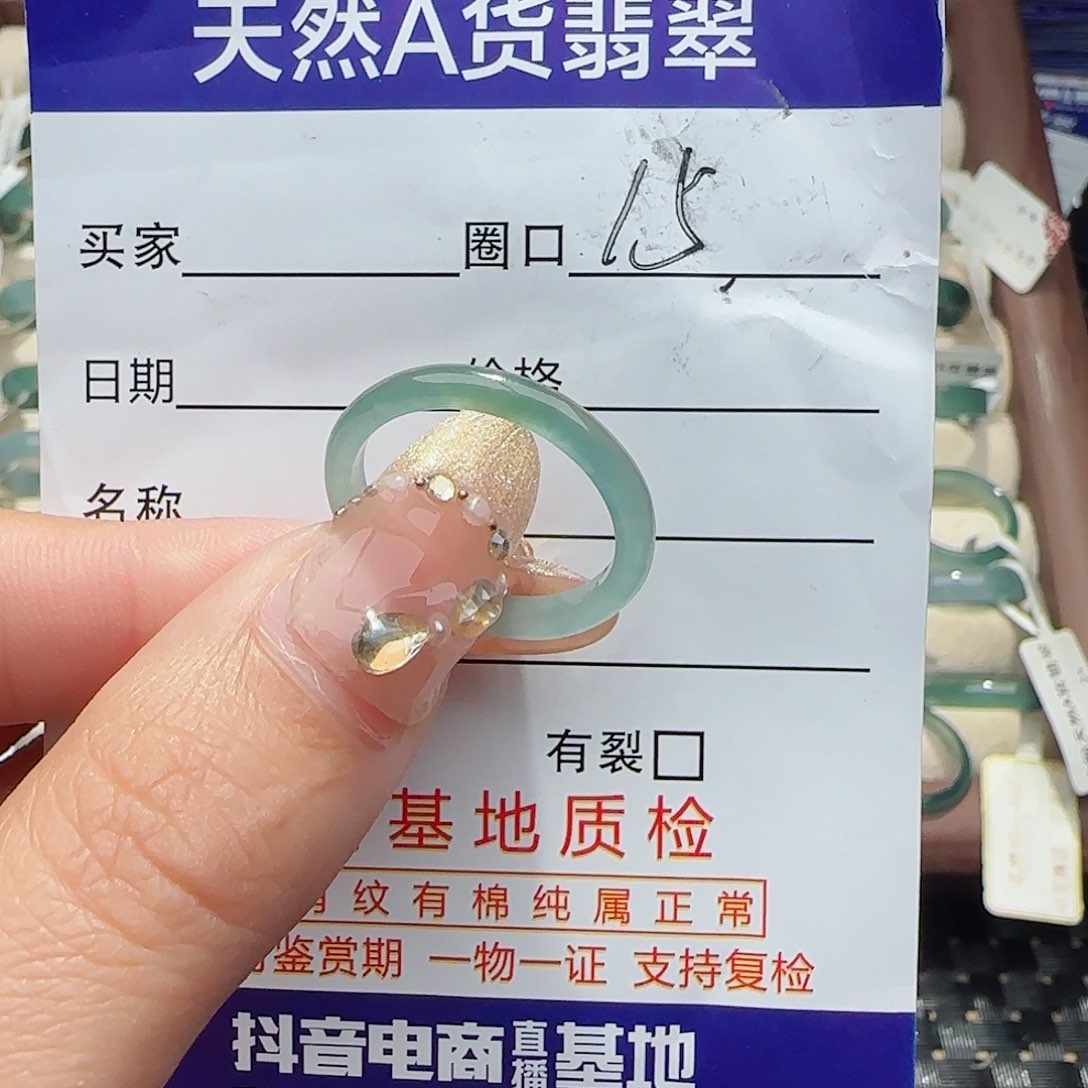 天然A货翡翠
买家 圈口 15
日期 价格
名称
有裂
基地质检
纹有棉纯属正常
鉴赏期 一物一证 支持复检
抖音电商直播基地